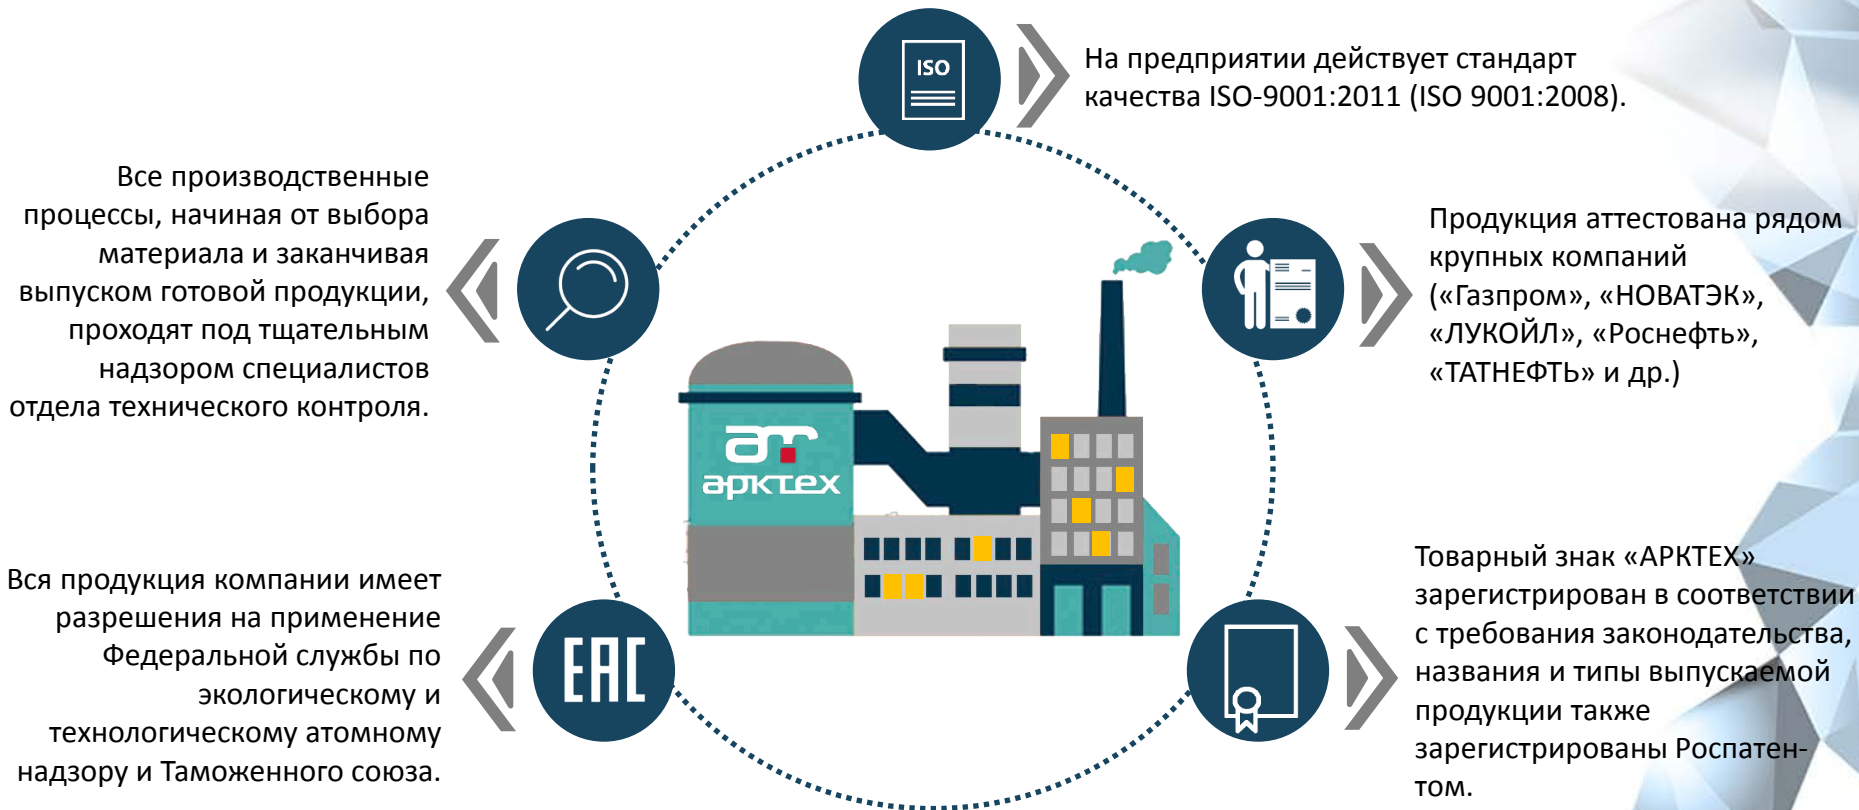 ISO
На предприятии действует стандарт
качества ISO-9001:2011 (ISO 9001:2008).
Все производственные
процессы, начиная от выбора
материала и заканчивая
выпуском готовой продукции,
проходят под тщательным
надзором специалистов
отдела технического контроля.
Продукция аттестована рядом
крупных компаний
(«Газпром», «НОВАТЭК»,
«ЛУКОЙЛ», «Роснефть»,
«ТАТНЕФТЬ» и др.)
ат
арктех
Вся продукция компании имеет
разрешения на применение
Федеральной службы по
экологическому и
технологическому атомному
надзору и Таможенного союза.
EAC
Товарный знак «АРКТЕХ»
зарегистрирован в соответствии
с требования законодательства,
названия и типы выпускаемой
продукции также
зарегистрированы Роспатен-
том.